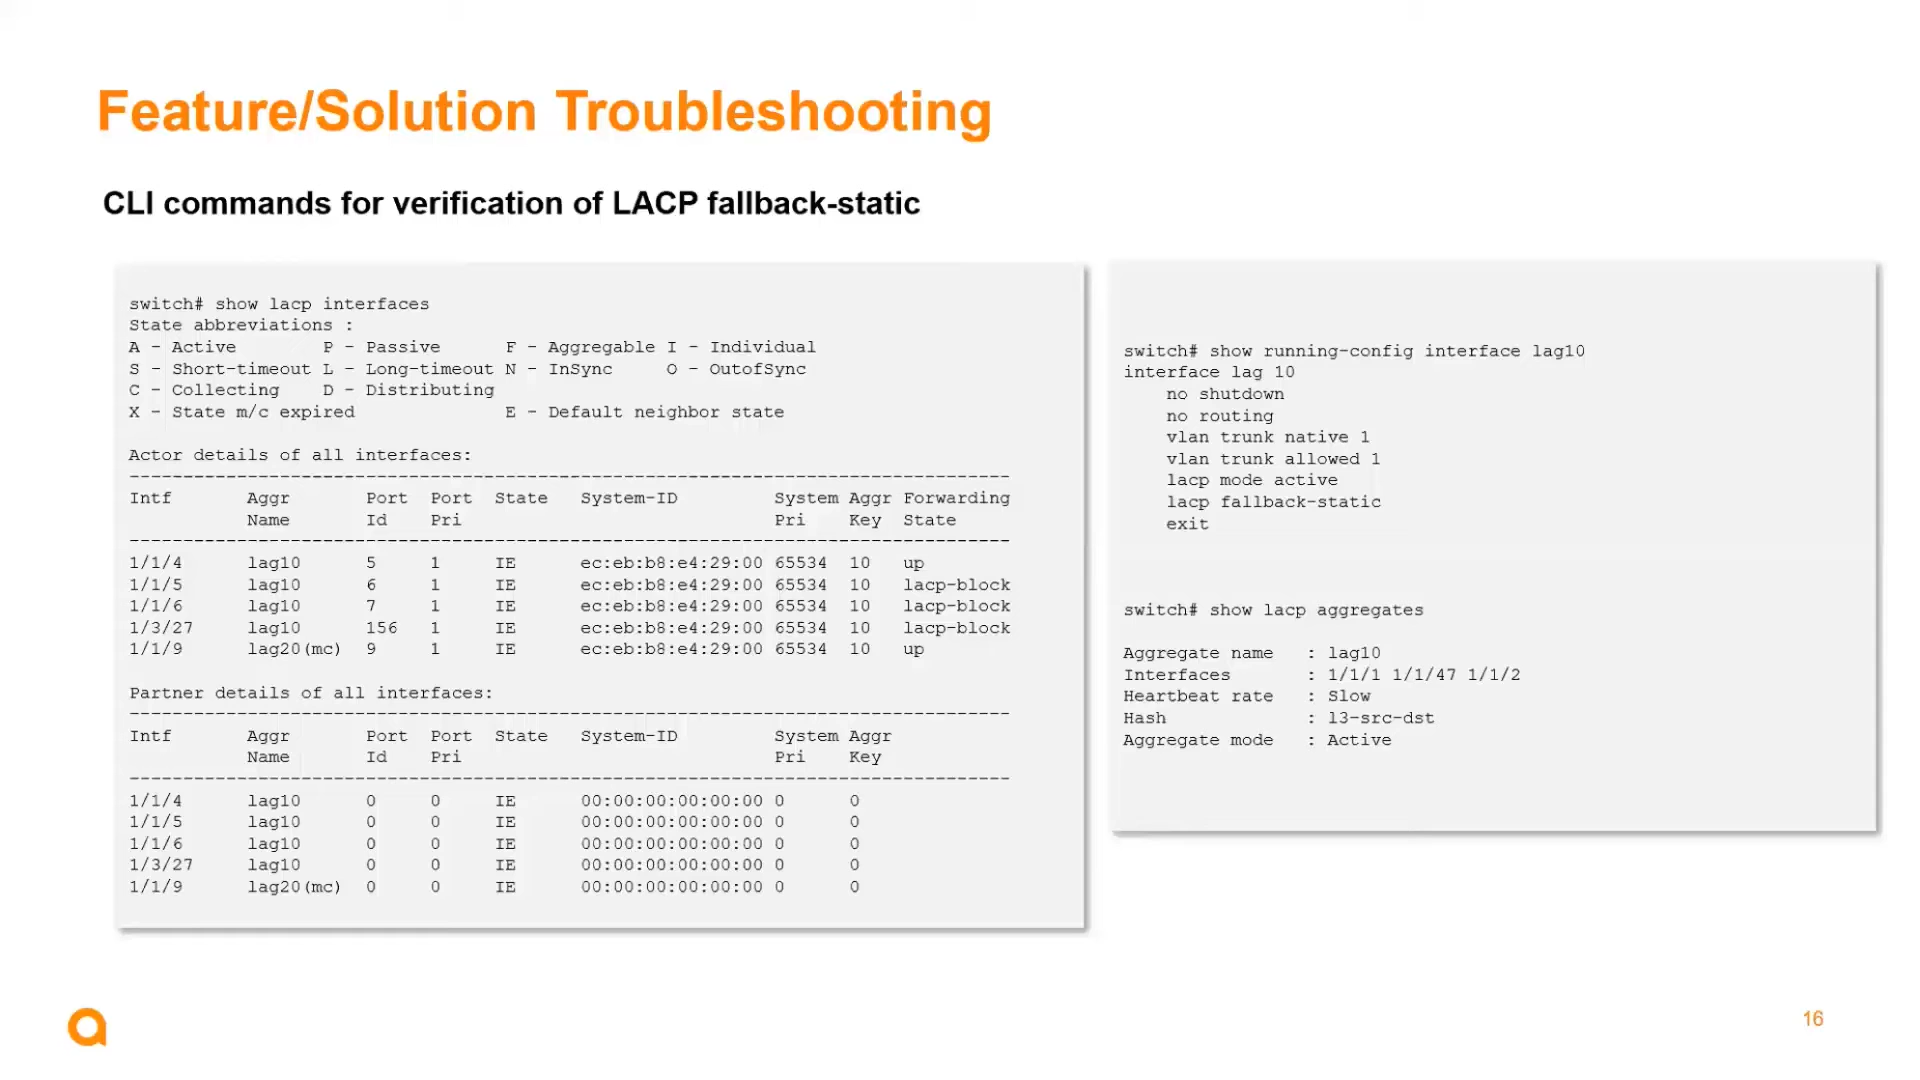 Feature/Solution Troubleshooting
CLI commands for verification of LACP fallback-static
switch# show lacp interfaces
State abbreviations :
A - Active        P - Passive      F - Aggregable I - Individual
S - Short-timeout L - Long-timeout N - InSync     O - OutofSync
C - Collecting    D - Distributing
X - State m/c expired              E - Default neighbor state
Actor details of all interfaces:
----------------------------------------------------------------------------------
Intf       Aggr       Port  Port  State   System-ID         System Aggr Forwarding
           Name       Id    Pri                             Pri    Key  State
----------------------------------------------------------------------------------
1/1/4      lag10      5     1     IE      ec:eb:b8:e4:29:00 65534  10   up
1/1/5      lag10      6     1     IE      ec:eb:b8:e4:29:00 65534  10   lacp-block
1/1/6      lag10      7     1     IE      ec:eb:b8:e4:29:00 65534  10   lacp-block
1/3/27     lag10      156   1     IE      ec:eb:b8:e4:29:00 65534  10   lacp-block
1/1/9      lag20(mc)  9     1     IE      ec:eb:b8:e4:29:00 65534  10   up
Partner details of all interfaces:
----------------------------------------------------------------------------------
Intf       Aggr       Port  Port  State   System-ID         System Aggr
           Name       Id    Pri                             Pri    Key
----------------------------------------------------------------------------------
1/1/4      lag10      0     0     IE      00:00:00:00:00:00 0      0
1/1/5      lag10      0     0     IE      00:00:00:00:00:00 0      0
1/1/6      lag10      0     0     IE      00:00:00:00:00:00 0      0
1/3/27     lag10      0     0     IE      00:00:00:00:00:00 0      0
1/1/9      lag20(mc)  0     0     IE      00:00:00:00:00:00 0      0
switch# show running-config interface lag10
interface lag 10
    no shutdown
    no routing
    vlan trunk native 1
    vlan trunk allowed 1
    lacp mode active
    lacp fallback-static
    exit
switch# show lacp aggregates
Aggregate name   : lag10
Interfaces       : 1/1/1 1/1/47 1/1/2
Heartbeat rate   : Slow
Hash             : l3-src-dst
Aggregate mode   : Active
16